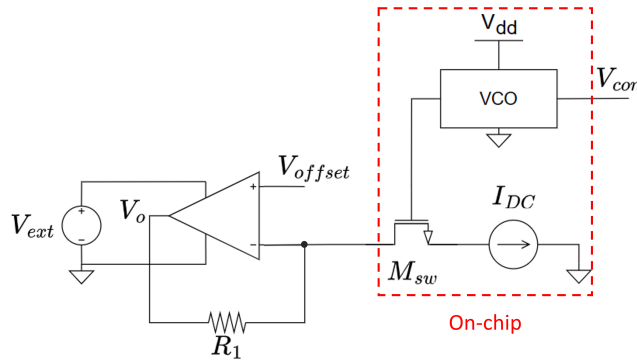 V_dd
VCO
V_con
V_offset
+
V_ext
+
-
V_o
-
I_DC
M_sw
R_1
On-chip